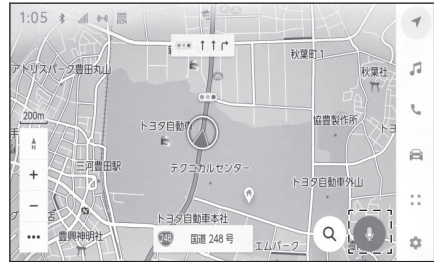 1:05
秋葉町1
アトリスパーク豊田丸山
秋葉社
200m
トヨタ自動車
協豊製作所
トヨ
N
三河豊田駅
テクニカルセンター
トヨタ自動車外山
トヨタ自動車本社
248
国道 248 号
豊興神明社
エムパーク